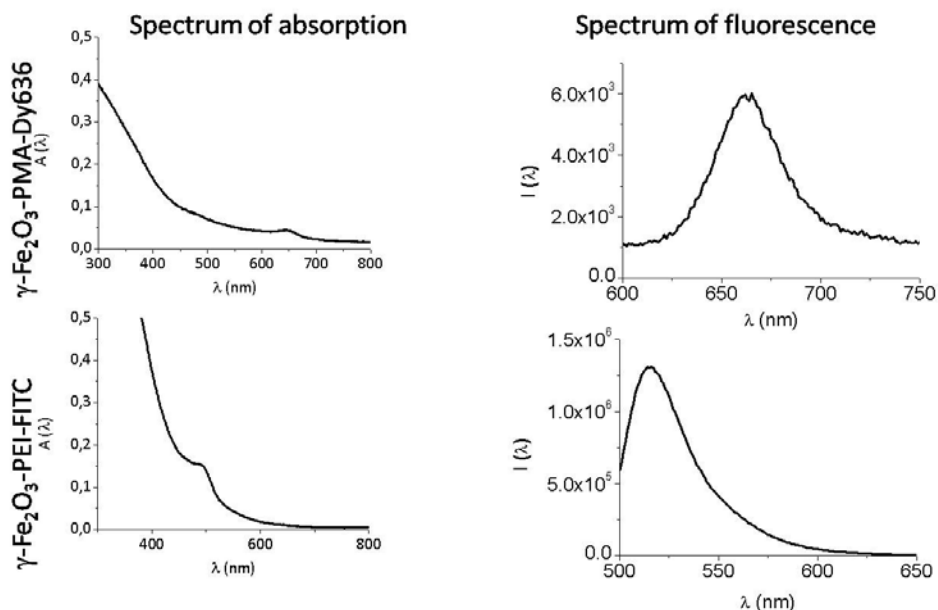 Spectrum of absorption
Spectrum of fluorescence
γ-Fe₂O₃-PMA-Dy636
A (λ)
0,5
0,4
0,3
0,2
0,1
0,0
300 400 500 600 700 800
λ (nm)
I (λ)
6.0x10³
4.0x10³
2.0x10³
0.0
600 650 700 750
λ (nm)
γ-Fe₂O₃-PEI-FITC
A (λ)
0,5
0,4
0,3
0,2
0,1
0,0
400 600 800
λ (nm)
I (λ)
1.5x10⁶
1.0x10⁶
5.0x10⁵
0.0
500 550 600 650
λ (nm)